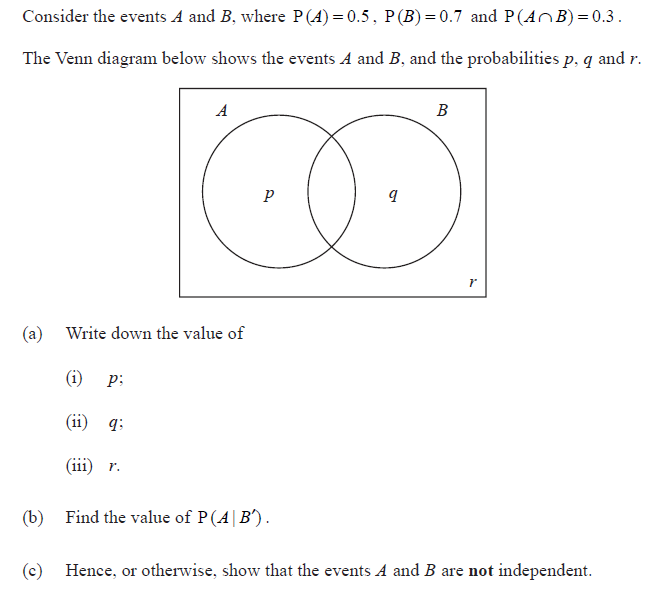 Consider the events A and B, where P(A) = 0.5, P(B) = 0.7 and P(A∩B) = 0.3.
The Venn diagram below shows the events A and B, and the probabilities p, q and r.
A B
p q
r
(a) Write down the value of
(i) p;
(ii) q;
(iii) r.
(b) Find the value of P(A | B′).
(c) Hence, or otherwise, show that the events A and B are not independent.